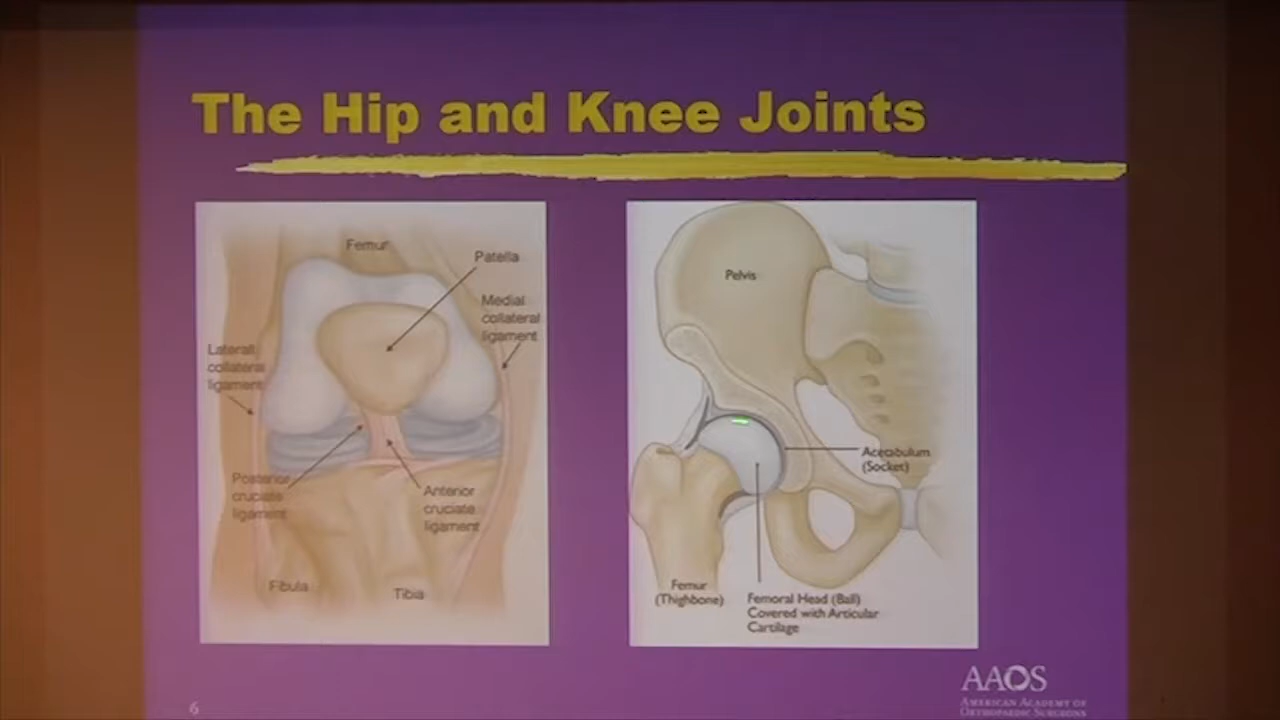 The Hip and Knee Joints
Femur
Patella
Medial
collateral
ligament
Lateral
collateral
ligament
Posterior
cruciate
ligament
Anterior
cruciate
ligament
Fibula
Tibia
Pelvis
Acetabulum
(Socket)
Femur
(Thighbone)
Femoral Head (Ball)
Covered with Articular
Cartilage
6
AAOS
AMERICAN ACADEMY OF
ORTHOPAEDIC SURGEONS